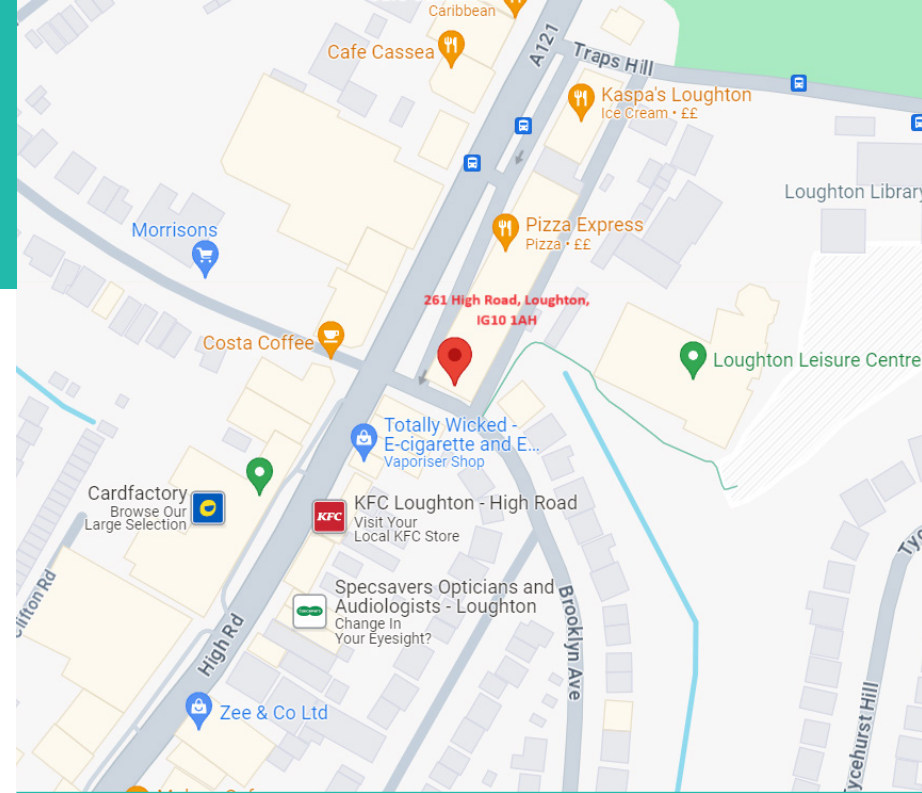 Caribbean
Cafe Cassea
A121
Traps Hill
Kaspa's Loughton
Ice Cream • ££
Loughton Library
Morrisons
Pizza Express
Pizza • ££
261 High Road, Loughton,
IG10 1AH
Costa Coffee
Loughton Leisure Centre
Totally Wicked -
E-cigarette and E...
Vaporiser Shop
Cardfactory
Browse Our
Large Selection
KFC
KFC Loughton - High Road
Visit Your
Local KFC Store
Specsavers Opticians and
Audiologists - Loughton
Change In
Your Eyesight?
High Rd
Brooklyn Ave
Zee & Co Ltd